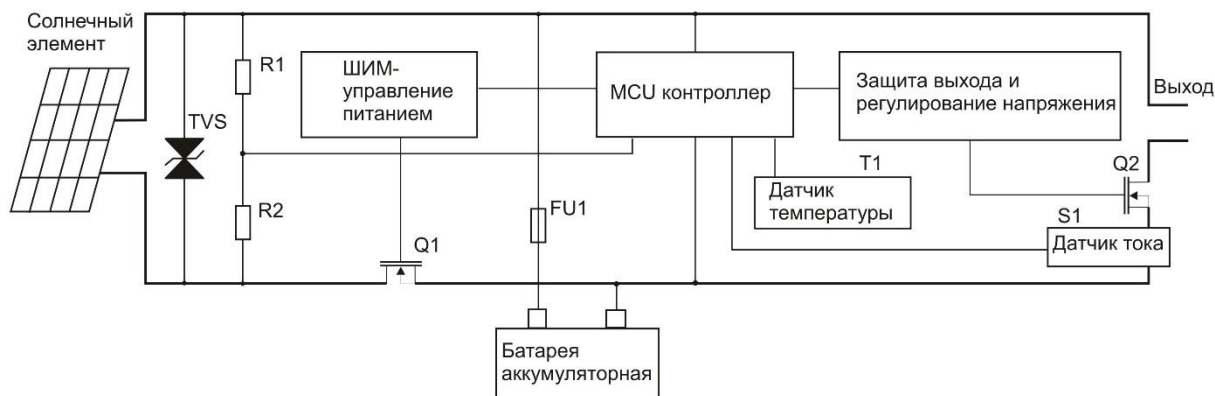 Солнечный
элемент
TVS
R1
R2
ШИМ-
управление
питанием
Q1
FU1
MCU контроллер
T1
Датчик
температуры
Защита выхода и
регулирование напряжения
Выход
Q2
S1
Датчик тока
Батарея
аккумуляторная